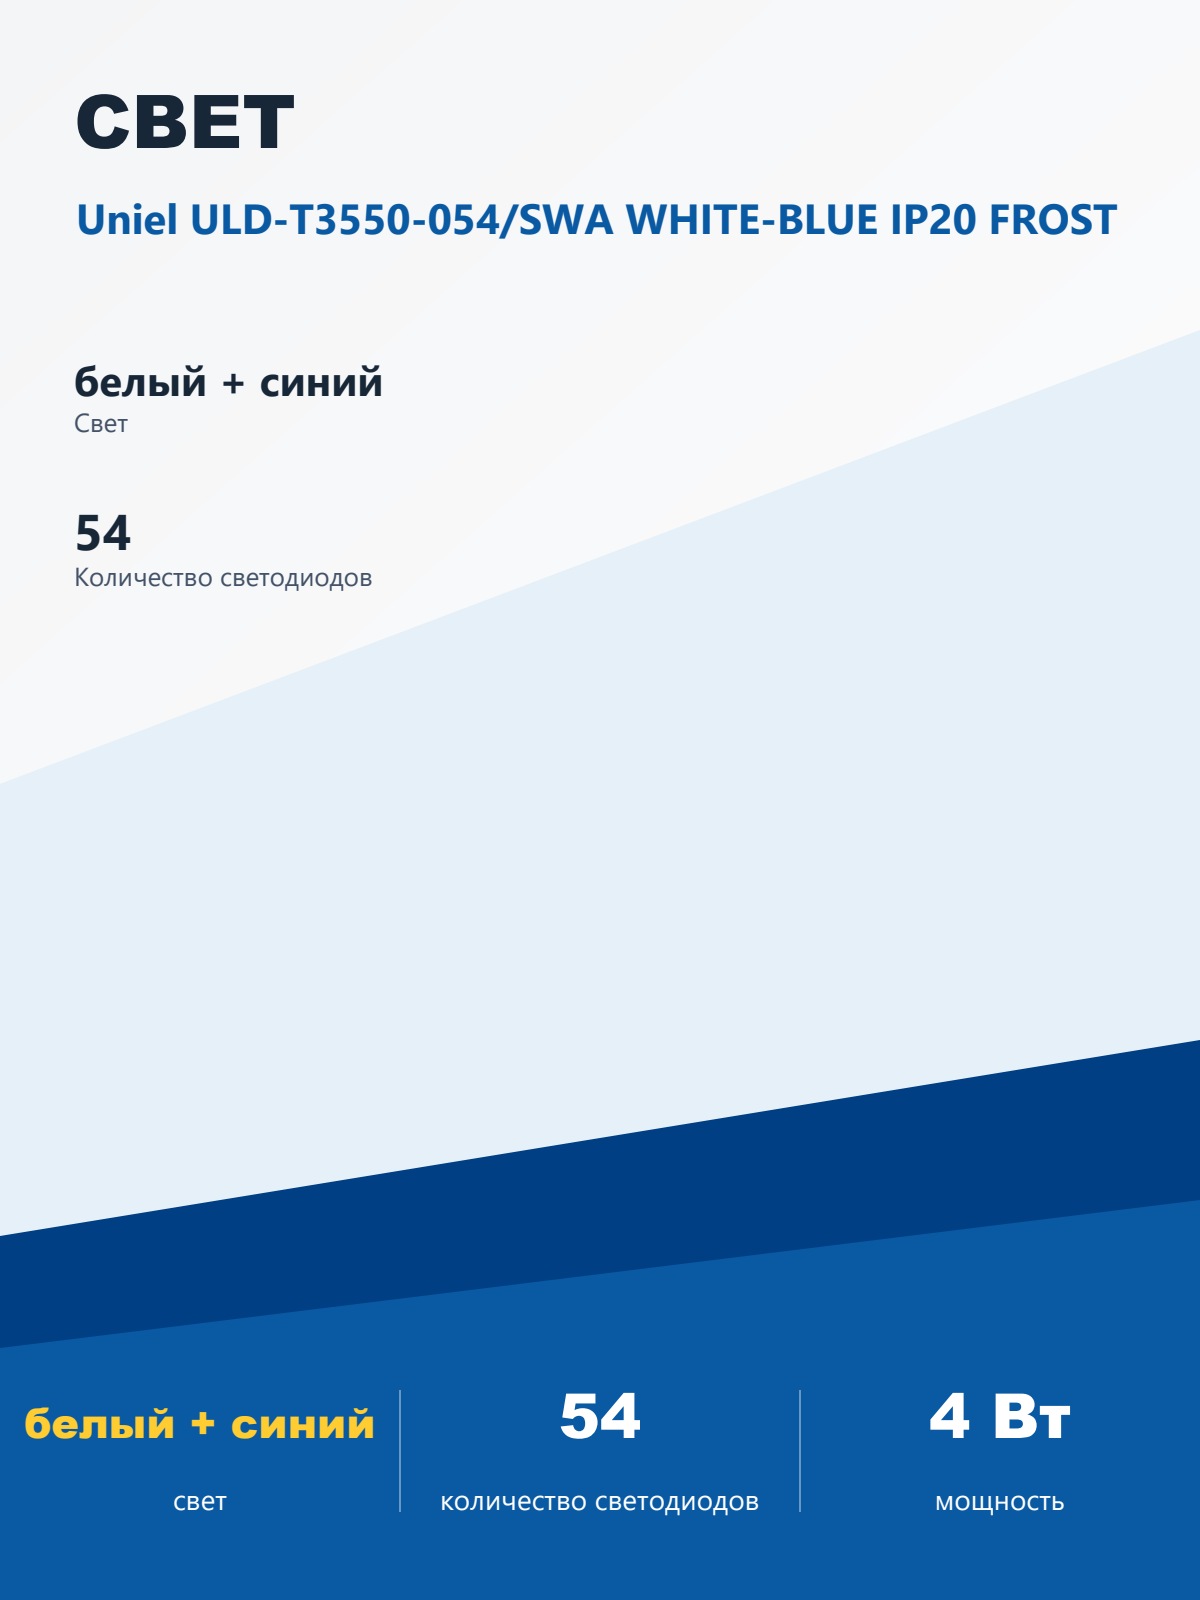 СВЕТ
Uniel ULD-T3550-054/SWA WHITE-BLUE IP20 FROST
белый + синий
Свет
54
Количество светодиодов
белый + синий
свет
54
количество светодиодов
4 Вт
мощность